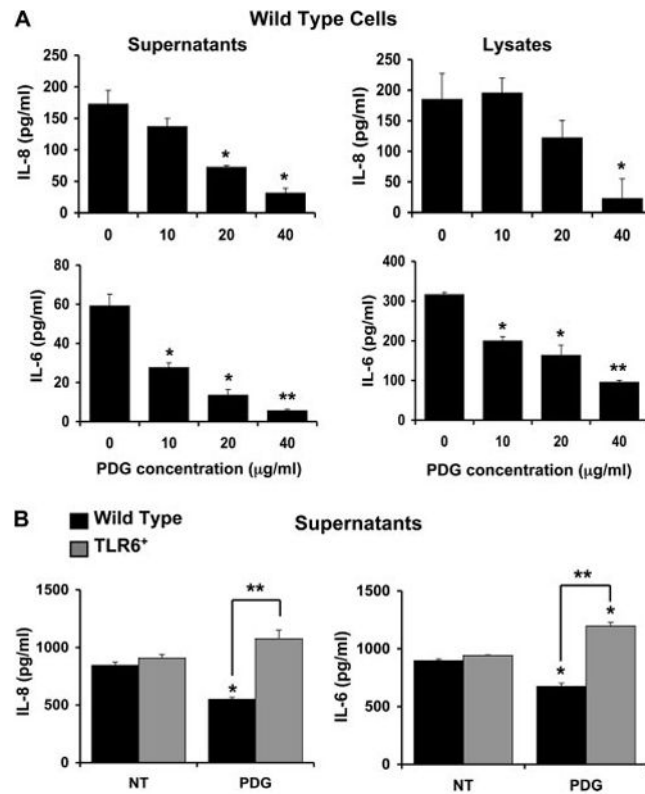 A
Wild Type Cells
Supernatants
Lysates
IL-8 (pg/ml)
250
200
150
100
50
0
*
*
0 10 20 40
IL-8 (pg/ml)
250
200
150
100
50
0
*
0 10 20 40
IL-6 (pg/ml)
80
60
40
20
0
*
*
**
0 10 20 40
PDG concentration (μg/ml)
IL-6 (pg/ml)
400
300
200
100
0
*
*
**
0 10 20 40
PDG concentration (μg/ml)
B
Wild Type
TLR6⁺
Supernatants
IL-8 (pg/ml)
1500
1000
500
0
**
*
NT PDG
IL-6 (pg/ml)
1500
1000
500
0
**
*
*
NT PDG